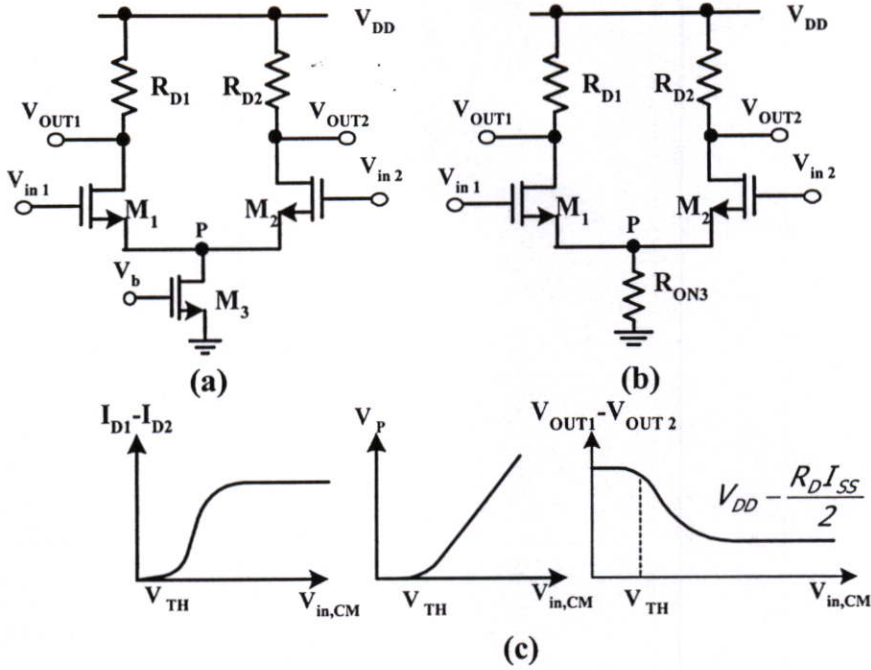 V_DD
V_DD
R_D1
R_D2
R_D1
R_D2
V_OUT1
V_OUT2
V_OUT1
V_OUT2
V_in 1
V_in 2
V_in 1
V_in 2
M_1
M_2
M_1
M_2
P
P
V_b
M_3
R_ON3
(a)
(b)
I_D1-I_D2
V_P
V_OUT1-V_OUT 2
V_DD - R_D I_SS / 2
V_TH
V_in,CM
V_TH
V_in,CM
V_TH
V_in,CM
(c)